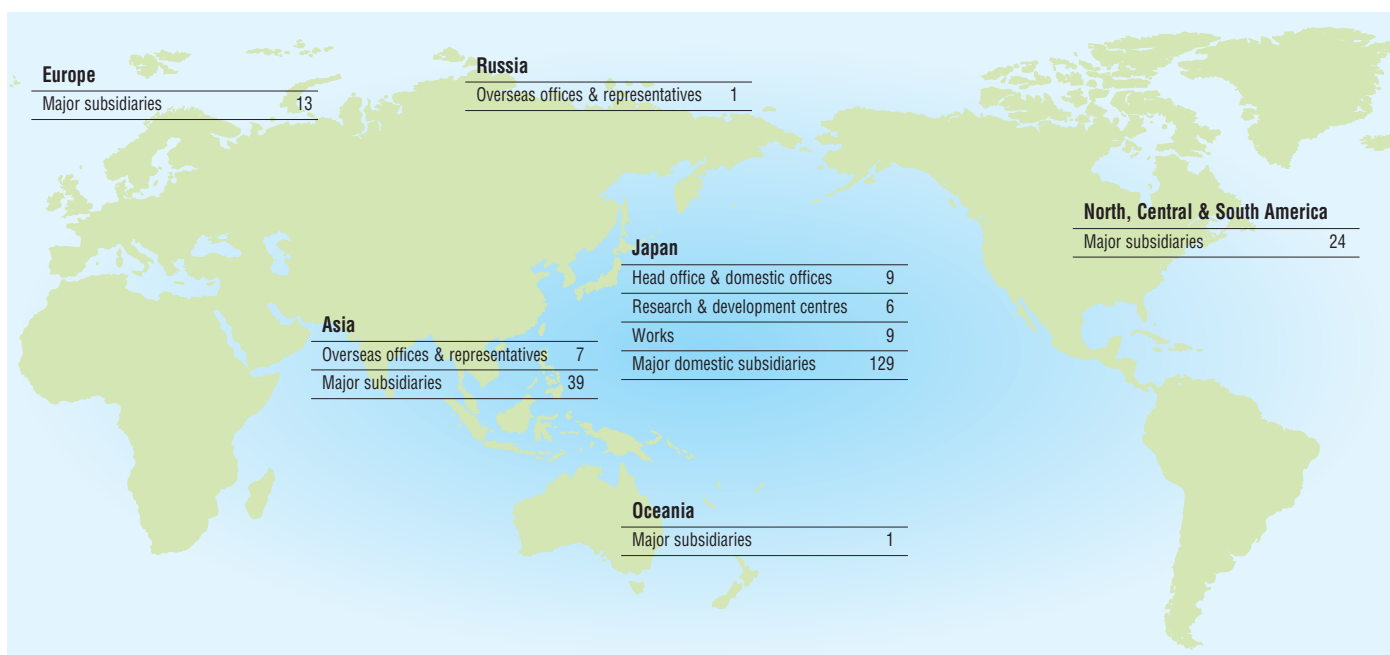 Europe
Major subsidiaries 13
Russia
Overseas offices & representatives 1
North, Central & South America
Major subsidiaries 24
Japan
Head office & domestic offices 9
Research & development centres 6
Works 9
Major domestic subsidiaries 129
Asia
Overseas offices & representatives 7
Major subsidiaries 39
Oceania
Major subsidiaries 1